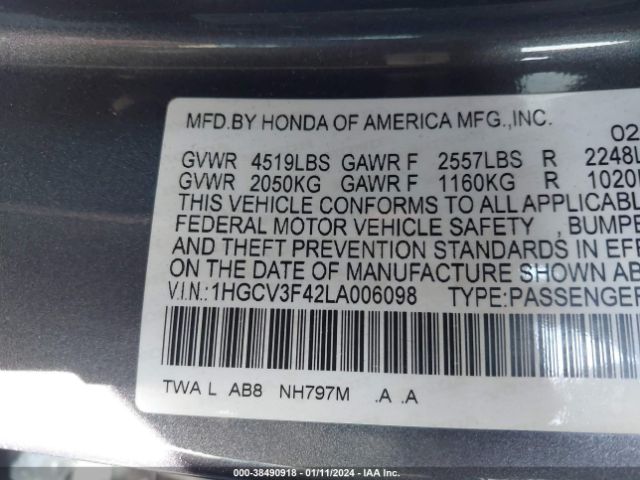 MFD.BY HONDA OF AMERICA MFG.,INC. 02
GVWR 4519LBS GAWR F 2557LBS R 2248L
GVWR 2050KG GAWR F 1160KG R 1020
THIS VEHICLE CONFORMS TO ALL APPLICABL
FEDERAL MOTOR VEHICLE SAFETY , BUMPE
AND THEFT PREVENTION STANDARDS IN EFF
ON THE DATE OF MANUFACTURE SHOWN AB
V.I.N.:1HGCV3F42LA006098 TYPE:PASSENGER
TWA L AB8 NH797M .A .A
000-38490918 - 01/11/2024 - IAA Inc.